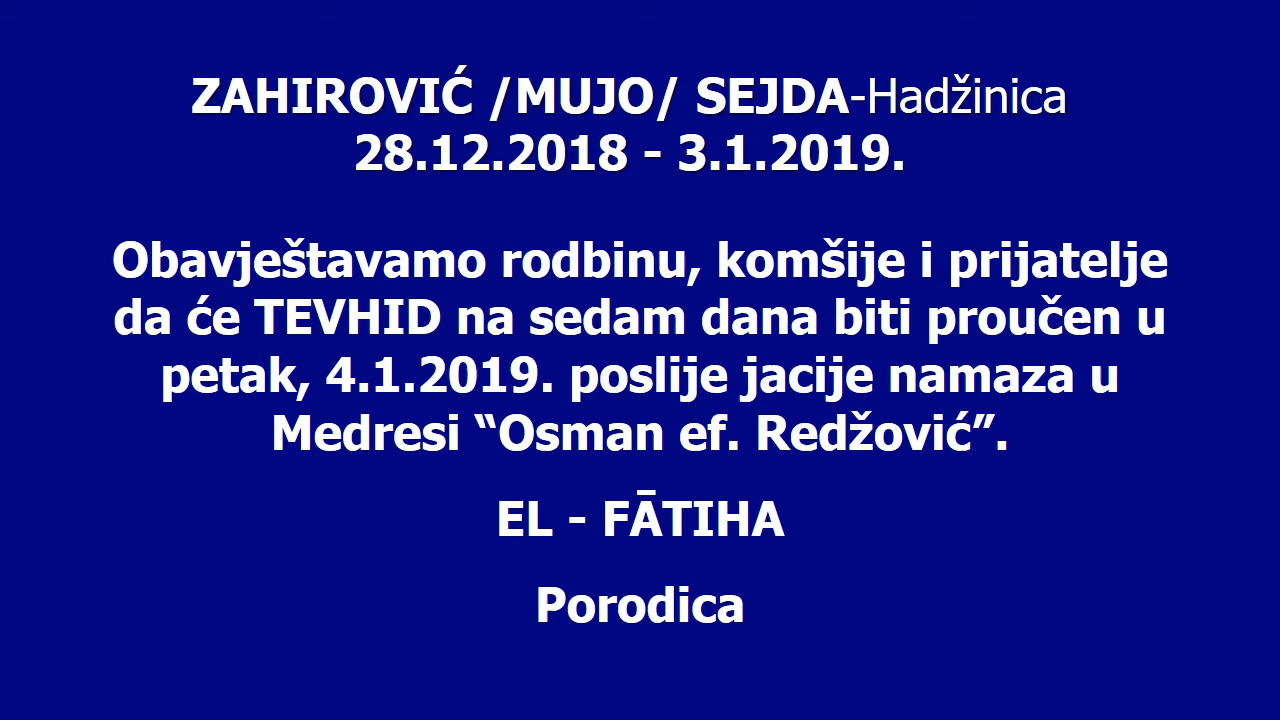 ZAHIROVIĆ /MUJO/ SEJDA-Hadžinica
28.12.2018 - 3.1.2019.
Obavještavamo rodbinu, komšije i prijatelje
da će TEVHID na sedam dana biti proučen u
petak, 4.1.2019. poslije jacije namaza u
Medresi “Osman ef. Redžović”.
EL - FĀTIHA
Porodica